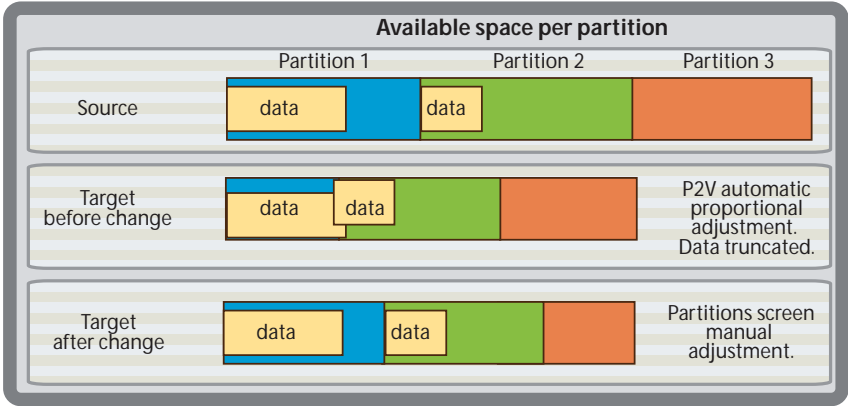 Available space per partition
Partition 1 Partition 2 Partition 3
Source
data data
Target
before change
data data
P2V automatic
proportional
adjustment.
Data truncated.
Target
after change
data data
Partitions screen
manual
adjustment.